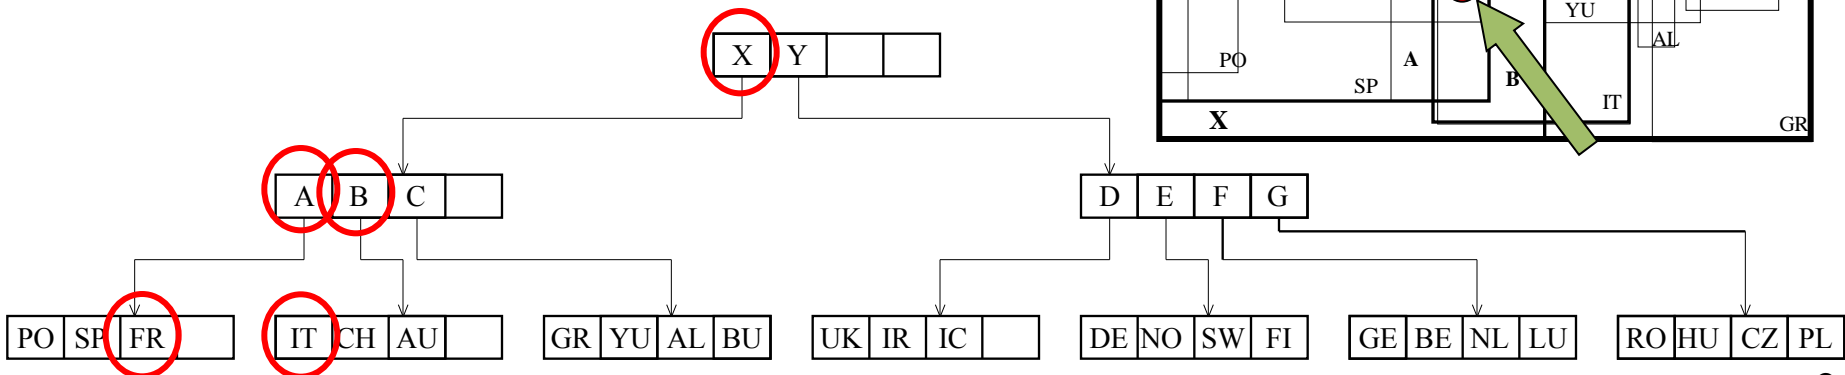 YU
AL
PO
A
SP
B
IT
X
GR
X Y
A B C
D E F G
PO SP FR
IT CH AU
GR YU AL BU
UK IR IC
DE NO SW FI
GE BE NL LU
RO HU CZ PL